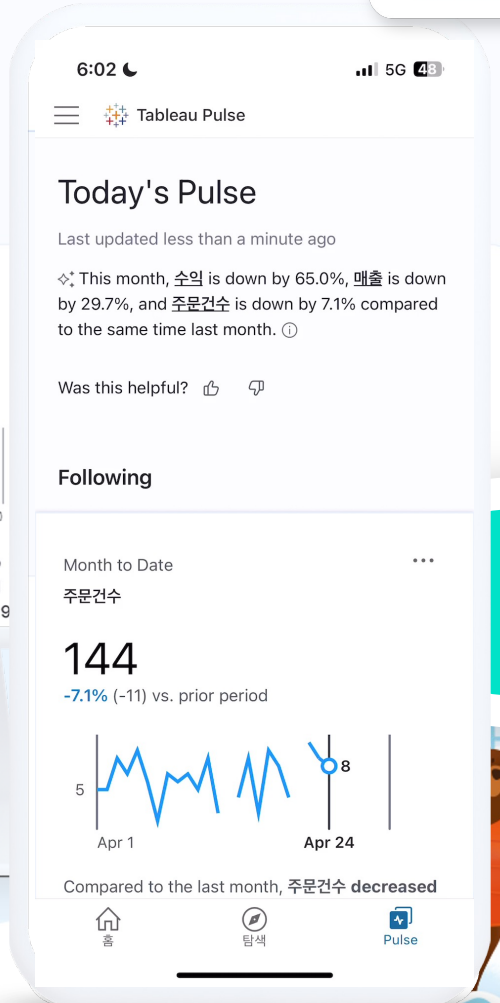 6:02
5G 48
Tableau Pulse
Today's Pulse
Last updated less than a minute ago
This month, 수익 is down by 65.0%, 매출 is down
by 29.7%, and 주문건수 is down by 7.1% compared
to the same time last month.
Was this helpful?
Following
Month to Date
주문건수
144
-7.1% (-11) vs. prior period
8
5
Apr 1
Apr 24
Compared to the last month, 주문건수 decreased
홈
탐색
Pulse
9